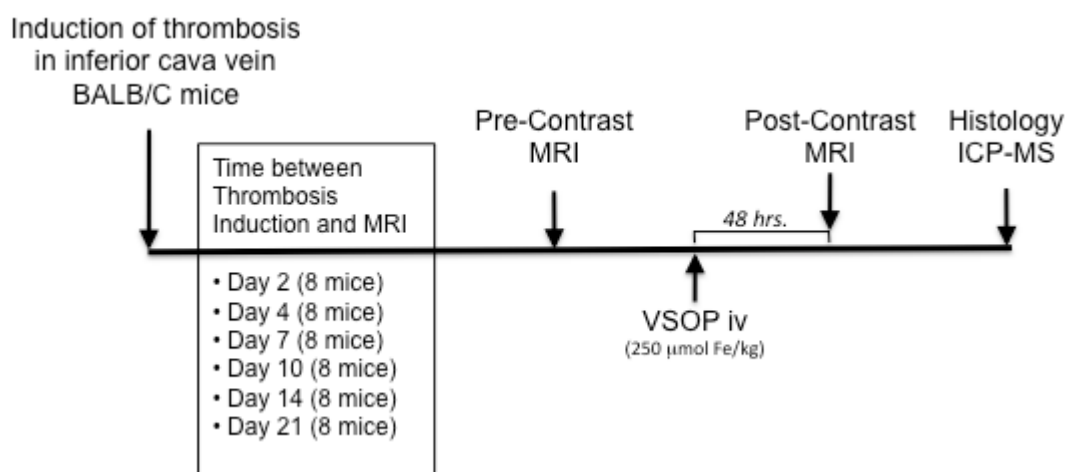 Induction of thrombosis
in inferior cava vein
BALB/C mice
Time between
Thrombosis
Induction and MRI
• Day 2 (8 mice)
• Day 4 (8 mice)
• Day 7 (8 mice)
• Day 10 (8 mice)
• Day 14 (8 mice)
• Day 21 (8 mice)
Pre-Contrast
MRI
48 hrs.
VSOP iv
(250 µmol Fe/kg)
Post-Contrast
MRI
Histology
ICP-MS